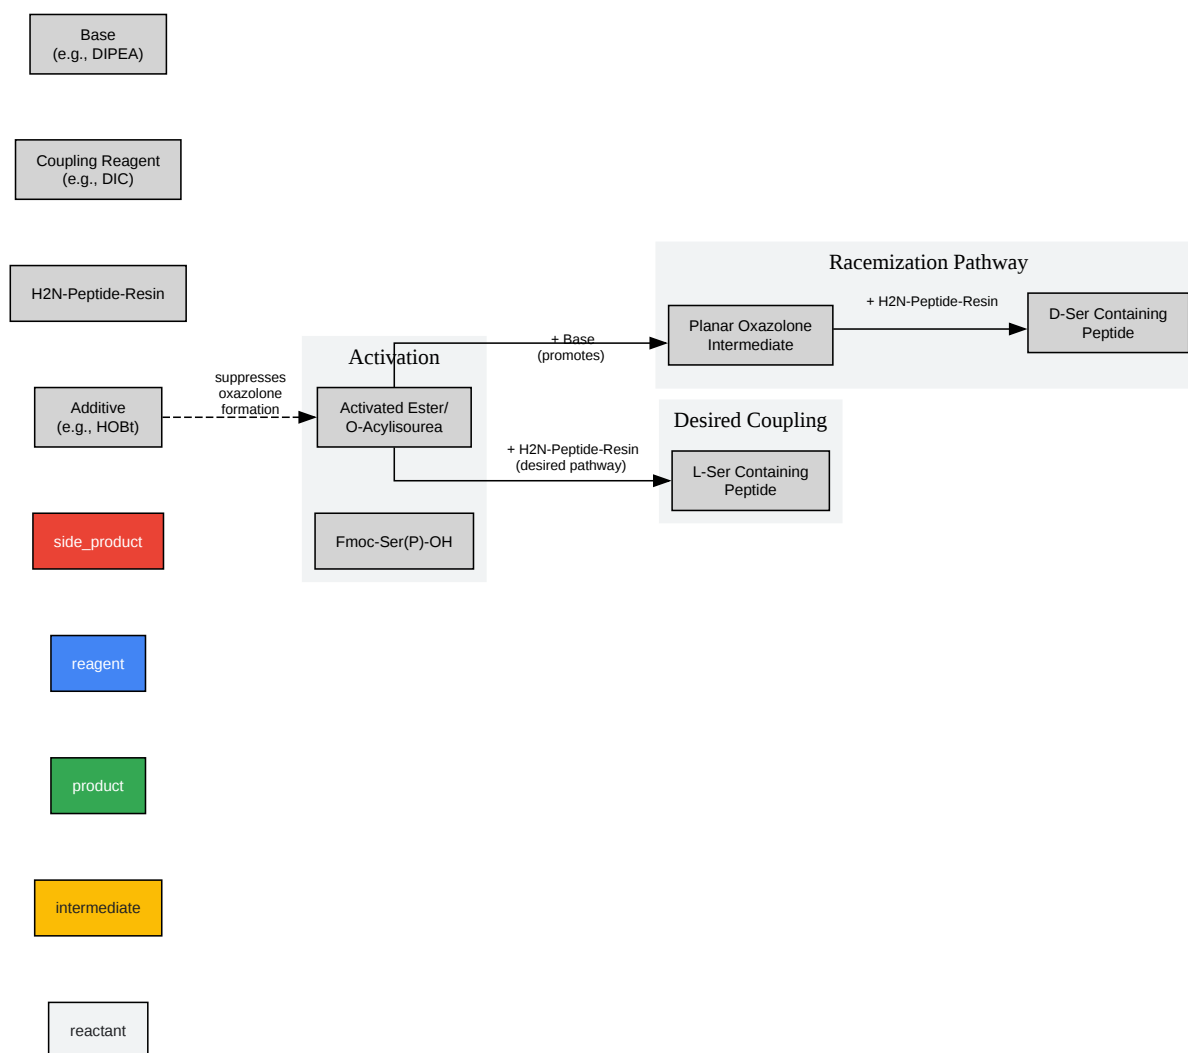 Base
(e.g., DIPEA)
Coupling Reagent
(e.g., DIC)
H2N-Peptide-Resin
Additive
(e.g., HOBt)
side_product
reagent
product
intermediate
reactant
suppresses
oxazolone
formation
Activation
Activated Ester/
O-Acylisourea
Fmoc-Ser(P)-OH
+ Base
(promotes)
+ H2N-Peptide-Resin
(desired pathway)
Racemization Pathway
Planar Oxazolone
Intermediate
+ H2N-Peptide-Resin
D-Ser Containing
Peptide
Desired Coupling
L-Ser Containing
Peptide